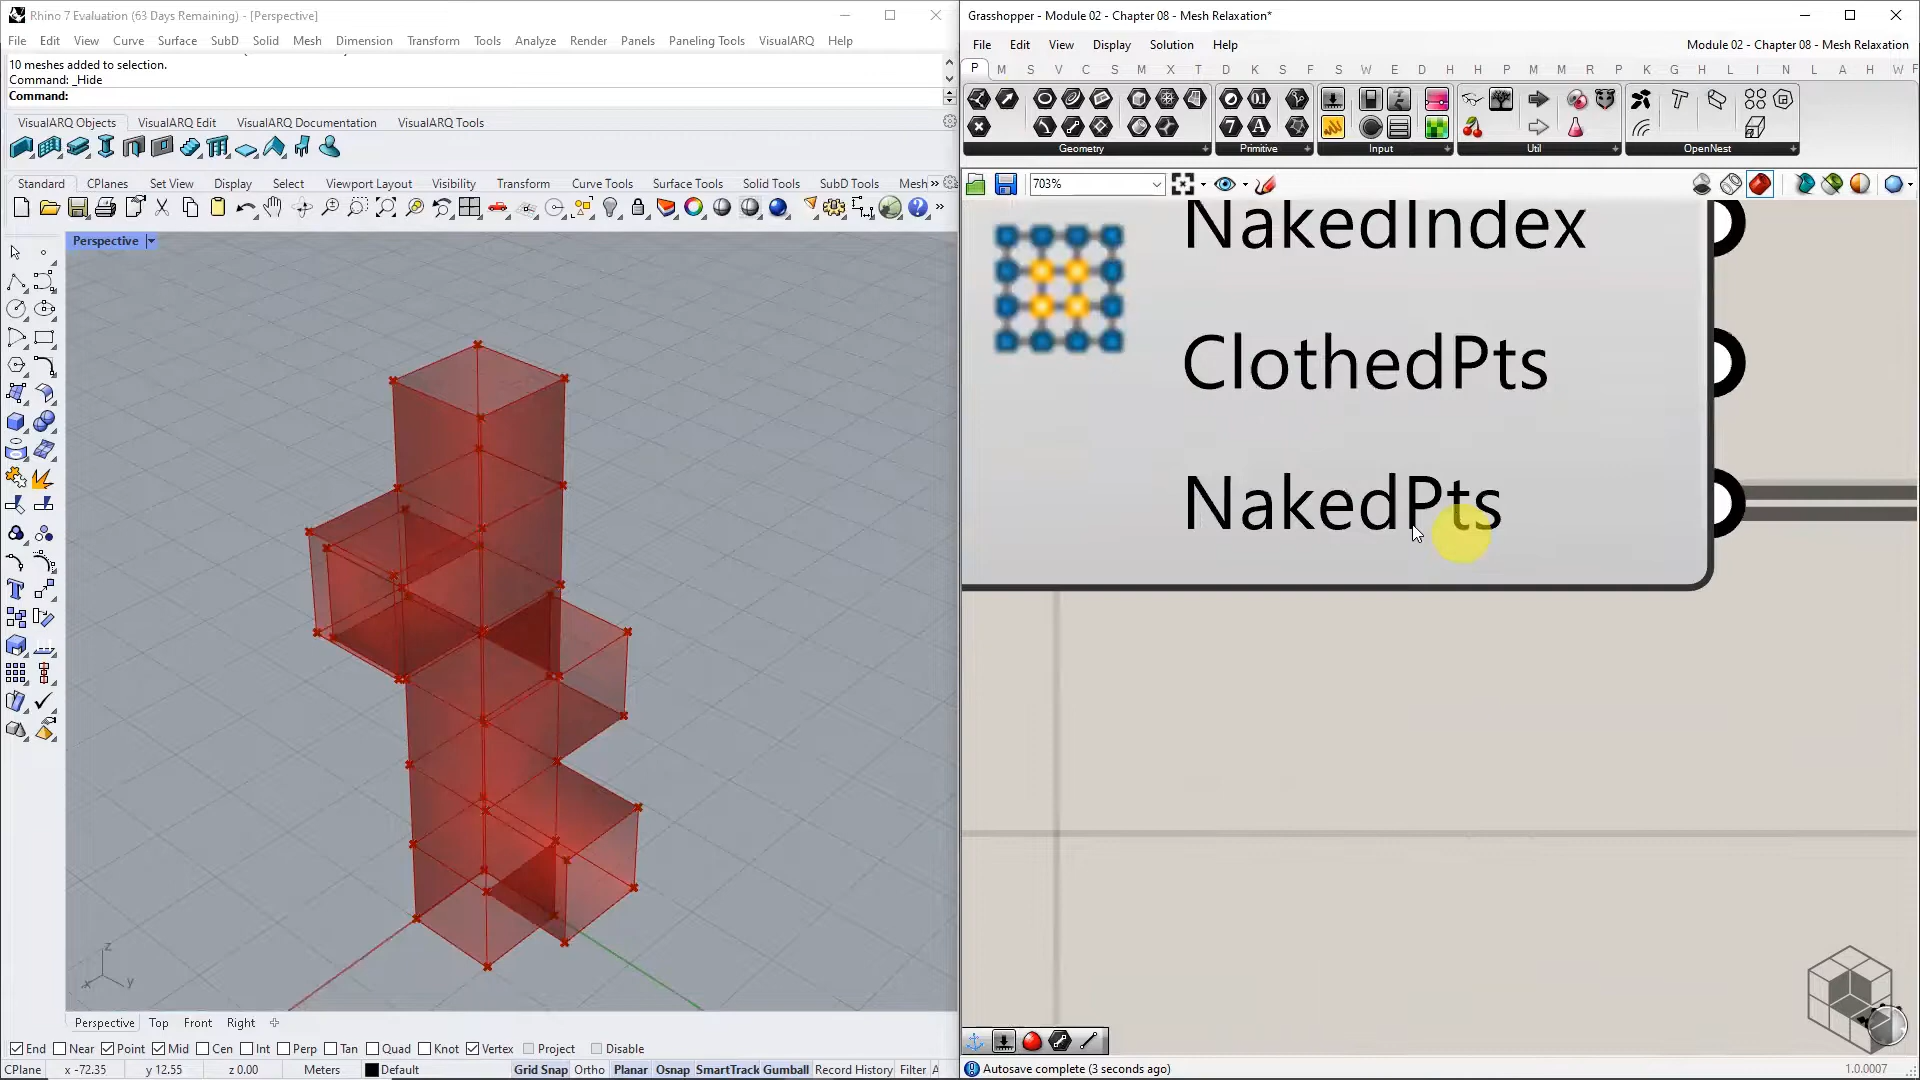 Rhino 7 Evaluation (63 Days Remaining) - [Perspective]
File Edit View Curve Surface SubD Solid Mesh Dimension Transform Tools Analyze Render Panels Paneling Tools VisualARQ Help
10 meshes added to selection.
Command: _Hide
Command:
VisualARQ Objects VisualARQ Edit VisualARQ Documentation VisualARQ Tools
Standard CPlanes Set View Display Select Viewport Layout Visibility Transform Curve Tools Surface Tools Solid Tools SubD Tools Mesh »
Perspective
z
x y
Perspective Top Front Right
End Near Point Mid Cen Int Perp Tan Quad Knot Vertex Project Disable
CPlane x -72.35 y 12.55 z 0.00 Meters Default Grid Snap Ortho Planar Osnap SmartTrack Gumball Record History Filter A
Grasshopper - Module 02 - Chapter 08 - Mesh Relaxation*
File Edit View Display Solution Help
Module 02 - Chapter 08 - Mesh Relaxation
P M S V C S M X T D K S F S W E D H H P M M R P K G H L I N L A H W F
Geometry Primitive Input Util OpenNest
703%
NakedIndex
ClothedPts
NakedPts
Autosave complete (3 seconds ago)
1.0.0007